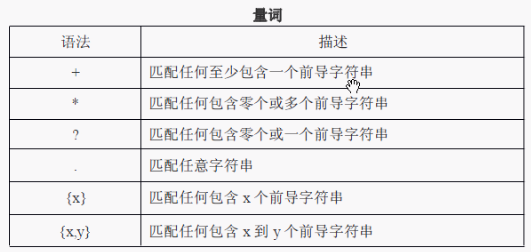 量词
语法 描述
+ 匹配任何至少包含一个前导字符串
* 匹配任何包含零个或多个前导字符串
? 匹配任何包含零个或一个前导字符串
. 匹配任意字符串
{x} 匹配任何包含 x 个前导字符串
{x,y} 匹配任何包含 x 到 y 个前导字符串